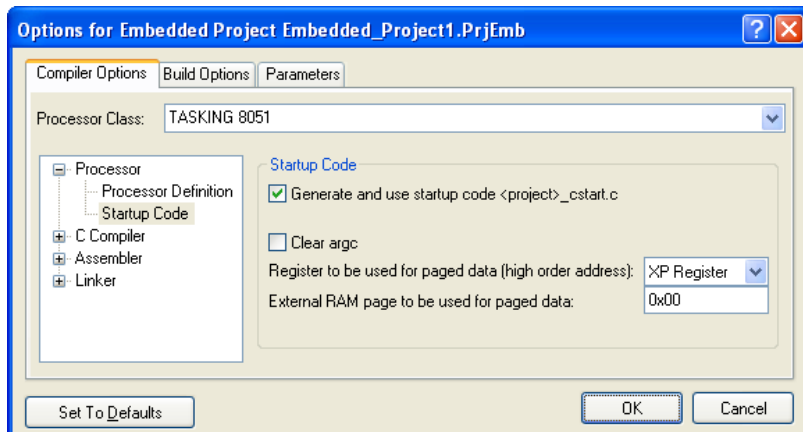 Options for Embedded Project Embedded_Project1.PrjEmb
Compiler Options Build Options Parameters
Processor Class: TASKING 8051
Processor
Processor Definition
Startup Code
C Compiler
Assembler
Linker
Startup Code
Generate and use startup code <project>_cstart.c
Clear argc
Register to be used for paged data (high order address): XP Register
External RAM page to be used for paged data: 0x00
Set To Defaults OK Cancel